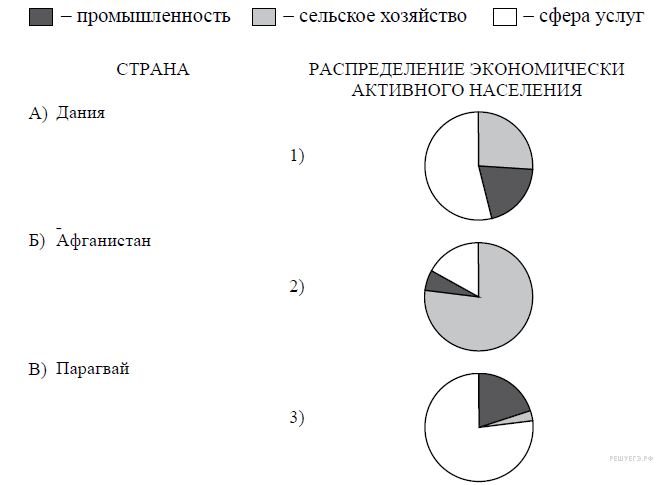 – промышленность – сельское хозяйство – сфера услуг
СТРАНА
РАСПРЕДЕЛЕНИЕ ЭКОНОМИЧЕСКИ
АКТИВНОГО НАСЕЛЕНИЯ
А) Дания
1)
Б) Афганистан
2)
В) Парагвай
3)
РЕШУЕГЭ.РФ